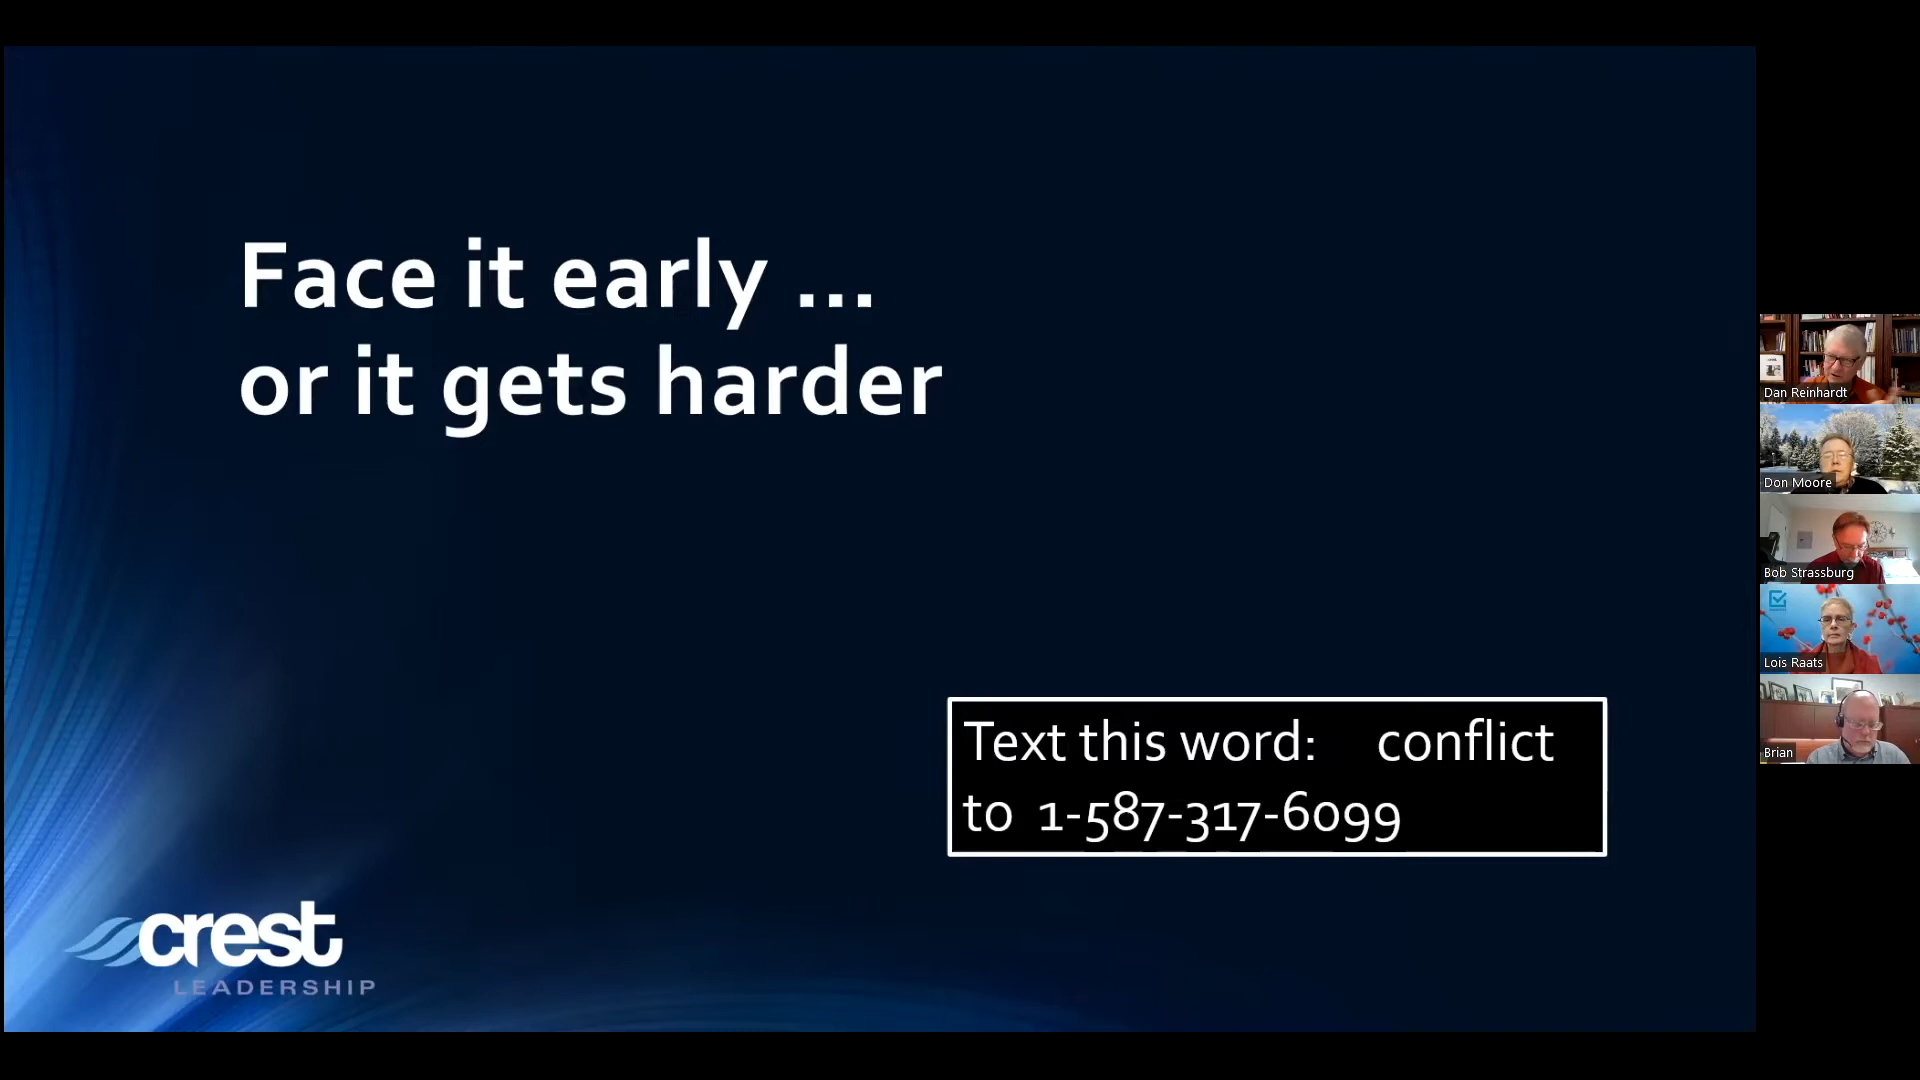 Face it early ...
or it gets harder
Text this word: conflict
to 1-587-317-6099
crest
LEADERSHIP
Dan Reinhardt
Don Moore
Bob Strassburg
Lois Raats
Brian